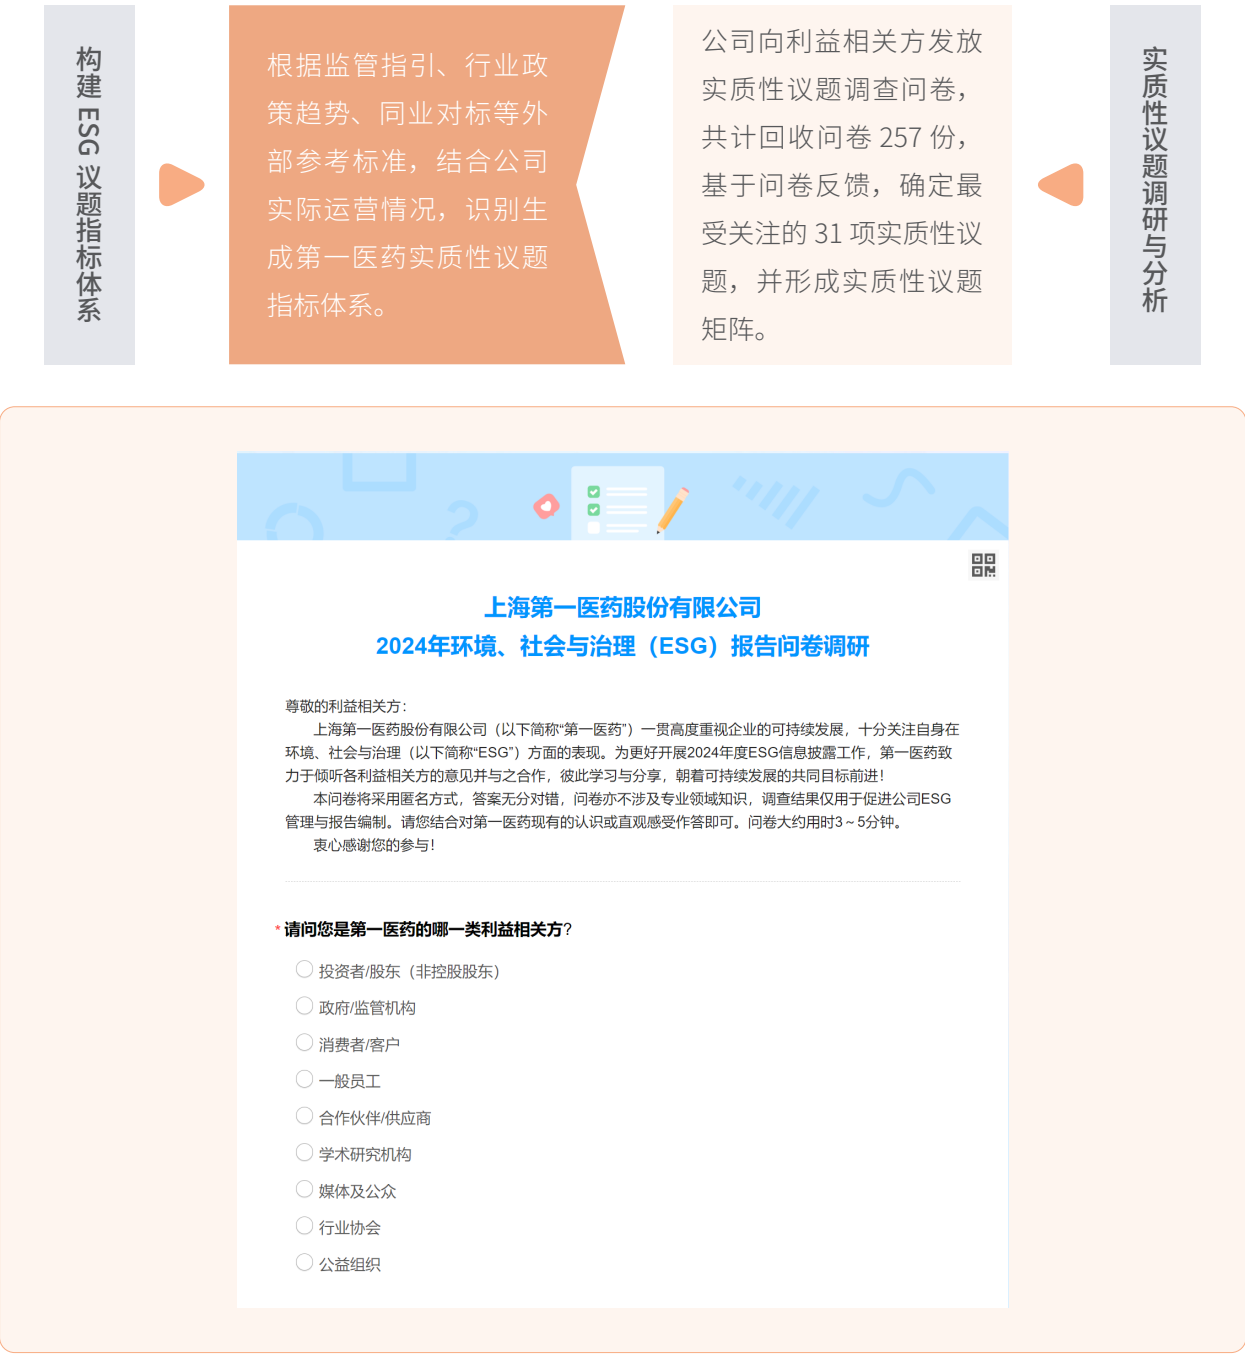 构建 ESG 议题指标体系
根据监管指引、行业政
策趋势、同业对标等外
部参考标准，结合公司
实际运营情况，识别生
成第一医药实质性议题
指标体系。
公司向利益相关方发放
实质性议题调查问卷，
共计回收问卷 257 份，
基于问卷反馈，确定最
受关注的 31 项实质性议
题，并形成实质性议题
矩阵。
实质性议题调研与分析
上海第一医药股份有限公司
2024年环境、社会与治理（ESG）报告问卷调研
尊敬的利益相关方：
上海第一医药股份有限公司（以下简称“第一医药”）一贯高度重视企业的可持续发展，十分关注自身在
环境、社会与治理（以下简称“ESG”）方面的表现。为更好开展2024年度ESG信息披露工作，第一医药致
力于倾听各利益相关方的意见并与之合作，彼此学习与分享，朝着可持续发展的共同目标前进！
本问卷将采用匿名方式，答案无分对错，问卷亦不涉及专业领域知识，调查结果仅用于促进公司ESG
管理与报告编制。请您结合对第一医药现有的认识或直观感受作答即可。问卷大约用时3～5分钟。
衷心感谢您的参与！
* 请问您是第一医药的哪一类利益相关方?
投资者/股东（非控股股东）
政府/监管机构
消费者/客户
一般员工
合作伙伴/供应商
学术研究机构
媒体及公众
行业协会
公益组织